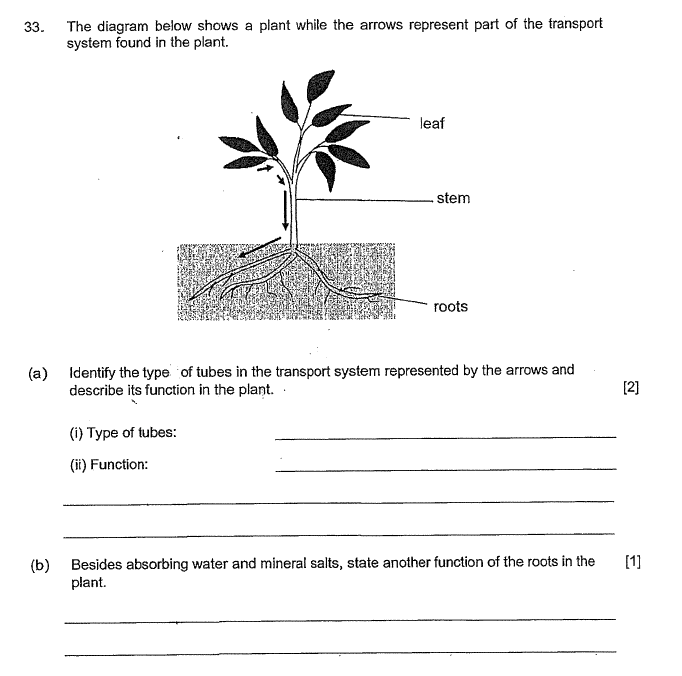 33. The diagram below shows a plant while the arrows represent part of the transport
system found in the plant.
leaf
stem
roots
(a) Identify the type of tubes in the transport system represented by the arrows and
describe its function in the plant. [2]
(i) Type of tubes:
(ii) Function:
(b) Besides absorbing water and mineral salts, state another function of the roots in the [1]
plant.